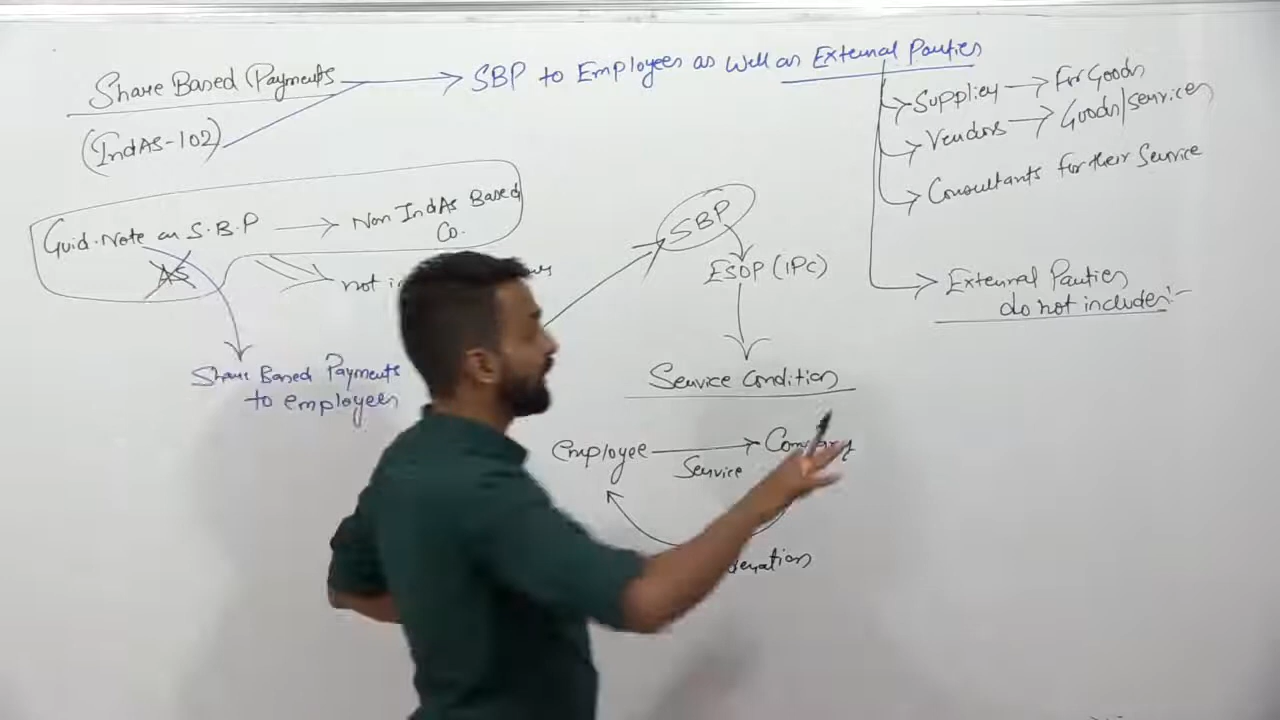 Share Based Payments
SBP to Employees as well as External Parties
(IndAS-102)
Supplier For Goods
Vendors Goods/Services
Consultants for their Service
Guid. Note on S.B.P Non IndAs Based
Co.
AS
not
Share Based Payments
to employees
SBP
ESOP (IPC)
Service Condition
Employee Service
External Parties
do not include:-